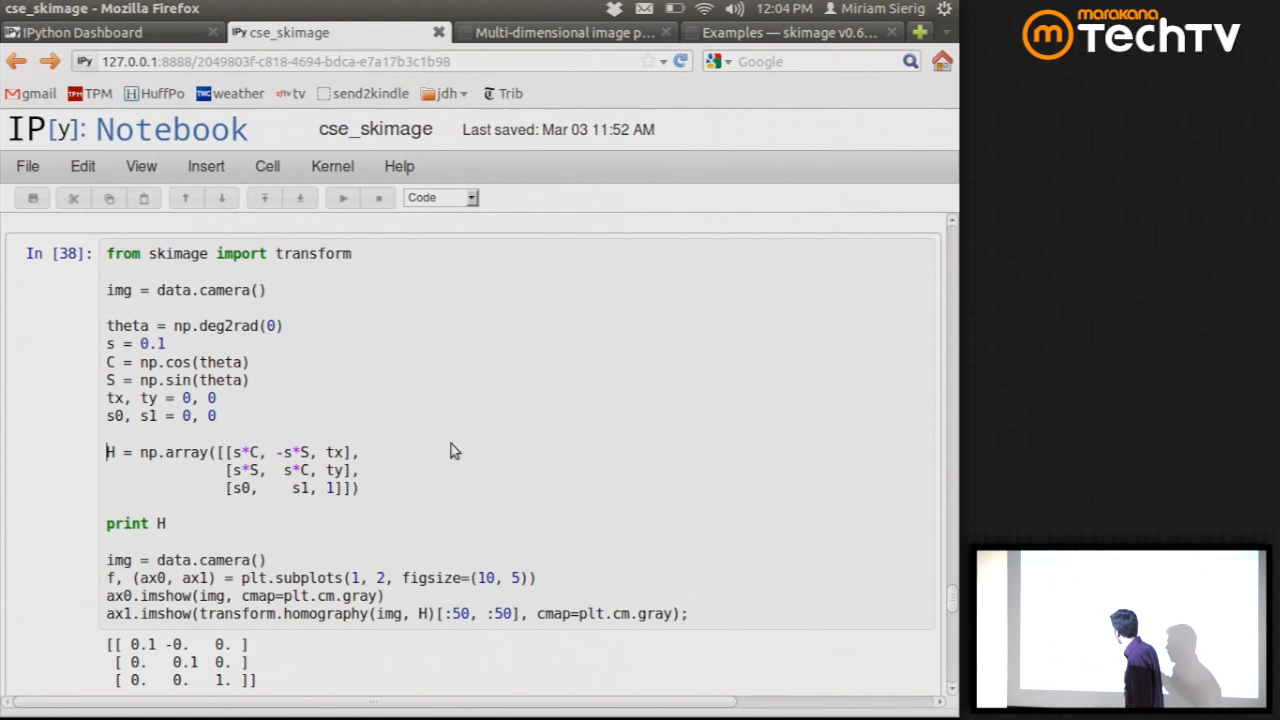 cse_skimage - Mozilla Firefox
12:04 PM
Miriam Sierig
IP[y]: IPython Dashboard
IPy cse_skimage
Multi-dimensional image p...
Examples — skimage v0.6...
IPy 127.0.0.1:8888/2049803f-c818-4694-bdca-e7a17b3c1b98
Google
gmail TPM TPM H HuffPo TWC weather xftv tv send2kindle jdh T Trib
IP[y]: Notebook cse_skimage Last saved: Mar 03 11:52 AM
File Edit View Insert Cell Kernel Help
Code
In [38]: from skimage import transform
img = data.camera()
theta = np.deg2rad(0)
s = 0.1
C = np.cos(theta)
S = np.sin(theta)
tx, ty = 0, 0
s0, s1 = 0, 0
H = np.array([[s*C, -s*S, tx],
[s*S, s*C, ty],
[s0, s1, 1]])
print H
img = data.camera()
f, (ax0, ax1) = plt.subplots(1, 2, figsize=(10, 5))
ax0.imshow(img, cmap=plt.cm.gray)
ax1.imshow(transform.homography(img, H)[:50, :50], cmap=plt.cm.gray);
[[ 0.1 -0. 0. ]
[ 0. 0.1 0. ]
[ 0. 0. 1. ]]
marakana
m TechTV